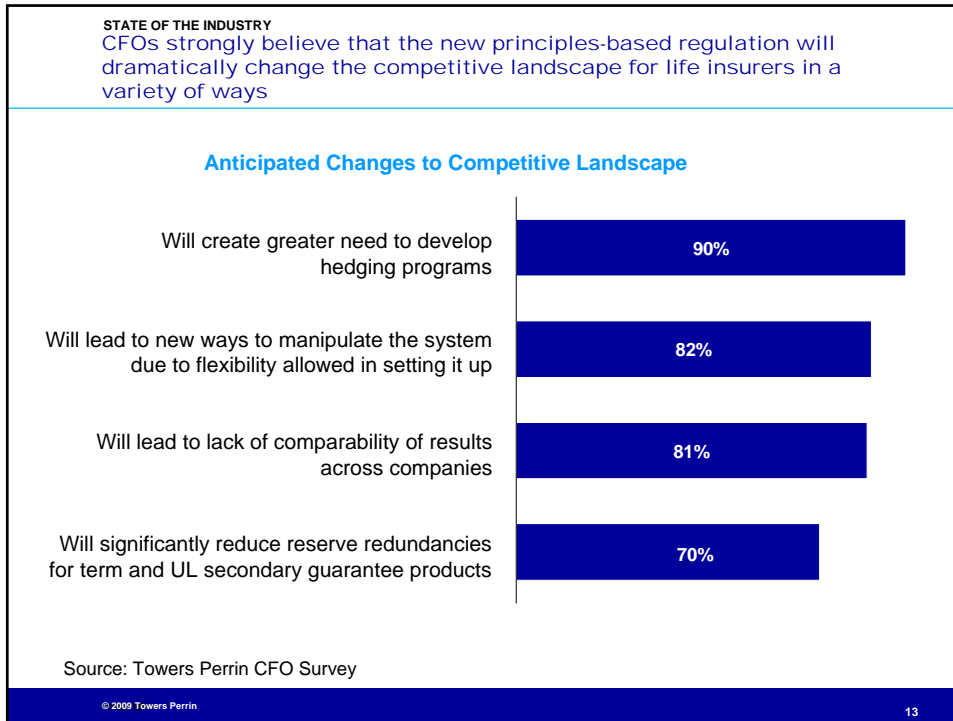 STATE OF THE INDUSTRY
CFOs strongly believe that the new principles-based regulation will
dramatically change the competitive landscape for life insurers in a
variety of ways
Anticipated Changes to Competitive Landscape
Will create greater need to develop
hedging programs
90%
Will lead to new ways to manipulate the system
due to flexibility allowed in setting it up
82%
Will lead to lack of comparability of results
across companies
81%
Will significantly reduce reserve redundancies
for term and UL secondary guarantee products
70%
Source: Towers Perrin CFO Survey
© 2009 Towers Perrin
13